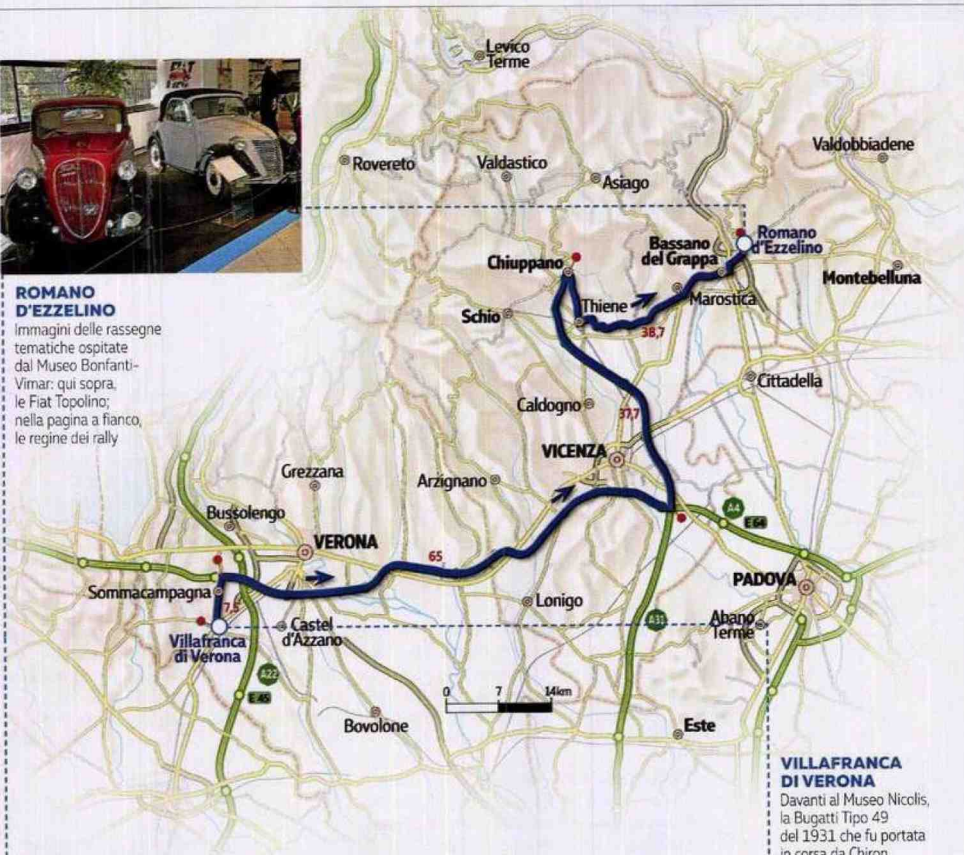 Levico
Terme
Rovereto
Valdastico
Asiago
Valdobbiadene
Bassano
del Grappa
Romano
d'Ezzelino
Chiuppano
Montebelluna
Thiene
Marostica
Schio
38,7
ROMANO
D'EZZELINO
Immagini delle rassegne
tematiche ospitate
dal Museo Bonfanti-
Vimar: qui sopra,
le Fiat Topolino;
nella pagina a fianco,
le regine dei rally
Cittadella
Caldogno
37,7
VICENZA
Grezzana
Arzignano
Bussolengo
A4
E 64
VERONA
65
PADOVA
Sommacampagna
7,5
Lonigo
Villafranca
di Verona
Castel
d'Azzano
A31
Abano
Terme
A22
E 45
0 7 14km
Bovolone
Este
VILLAFRANCA
DI VERONA
Davanti al Museo Nicolis,
la Bugatti Tipo 49
del 1931 che fu portata
in corsa da Chiron